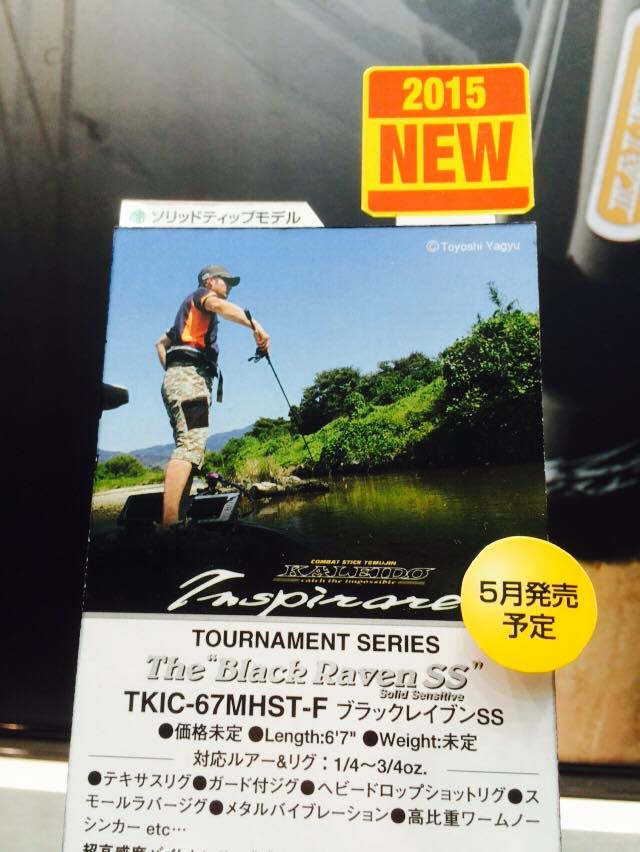 2015
NEW
ソリッドティップモデル
©Toyoshi Yagyu
COMBAT STICK TEMUJIN
KALEIDO
catch the impossible
Inspirare
5月発売
予定
TOURNAMENT SERIES
The "Black Raven SS"
Solid Sensitive
TKIC-67MHST-F ブラックレイブンSS
●価格未定 ●Length:6'7" ●Weight:未定
対応ルアー&リグ：1/4〜3/4oz.
●テキサスリグ●ガード付ジグ●ヘビードロップショットリグ●ス
モールラバージグ●メタルバイブレーション●高比重ワームノー
シンカー etc…